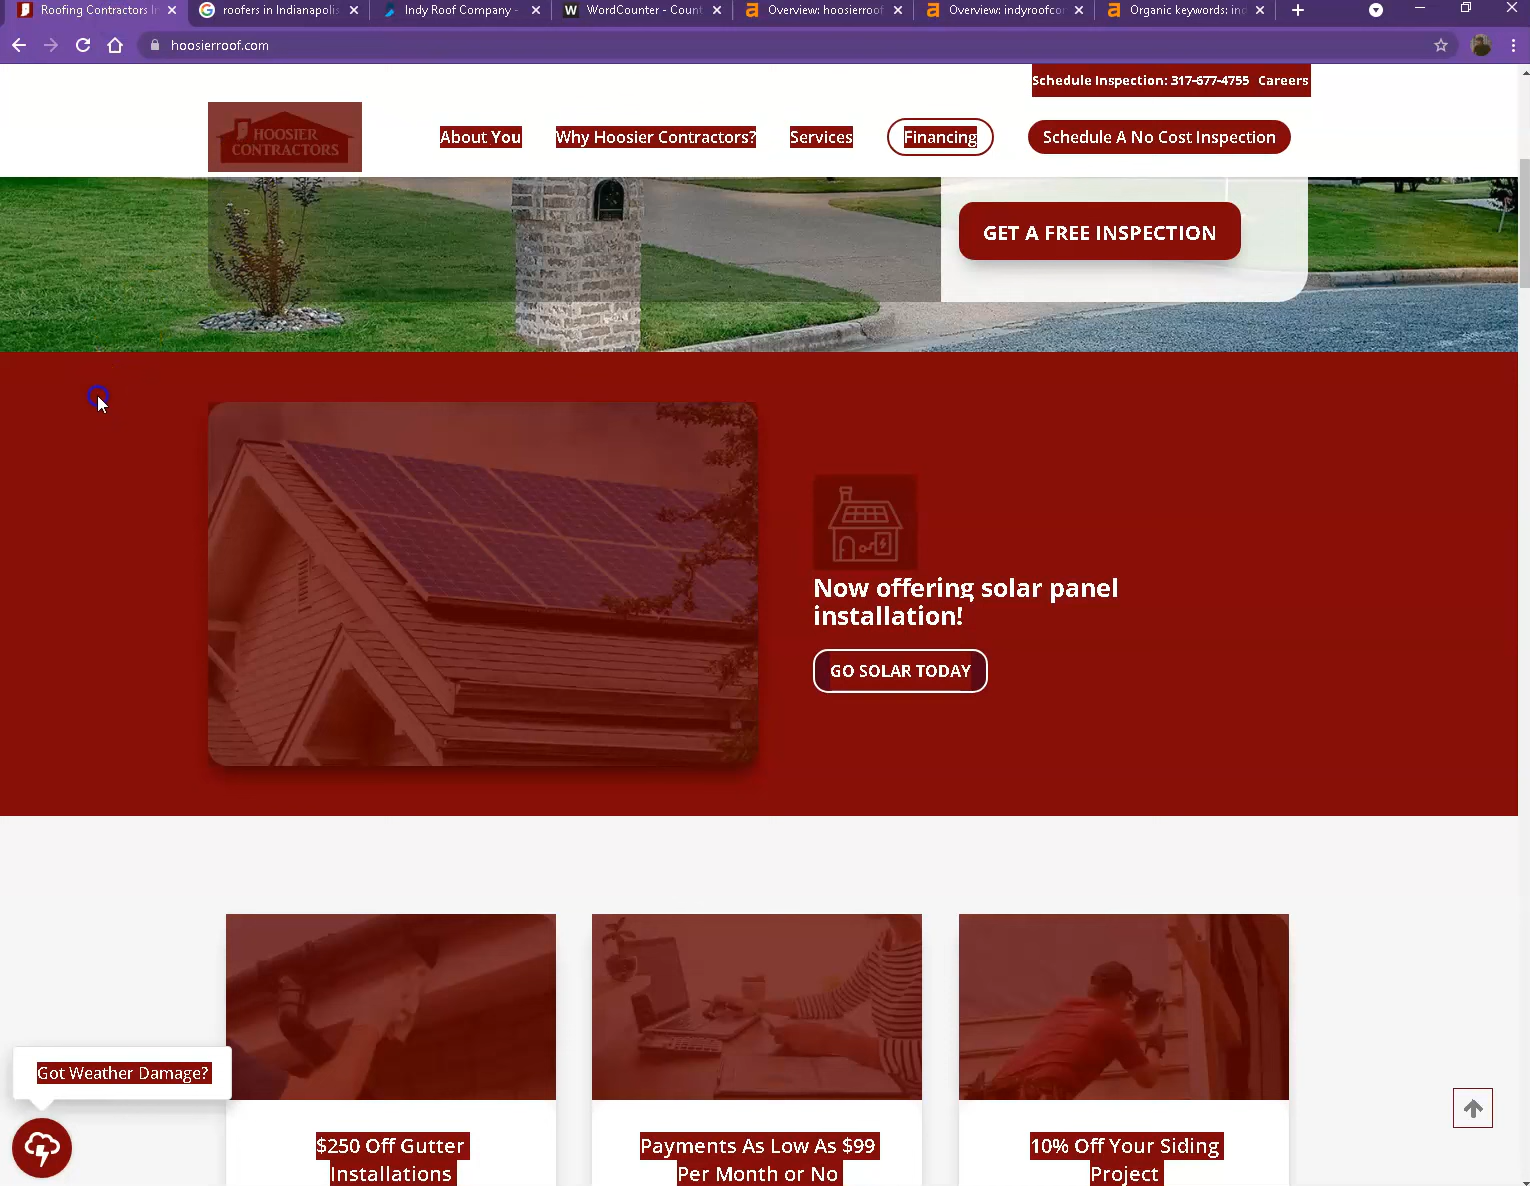 Roofing Contractors In
roofers in Indianapolis
Indy Roof Company -
W
WordCounter - Count
a
Overview: hoosierroof
a
Overview: indyroofco
a
Organic keywords: in
hoosierroof.com
Schedule Inspection: 317-677-4755 Careers
HOOSIER
CONTRACTORS
About You
Why Hoosier Contractors?
Services
Financing
Schedule A No Cost Inspection
GET A FREE INSPECTION
Now offering solar panel
installation!
GO SOLAR TODAY
Got Weather Damage?
$250 Off Gutter
Installations
Payments As Low As $99
Per Month or No
10% Off Your Siding
Project